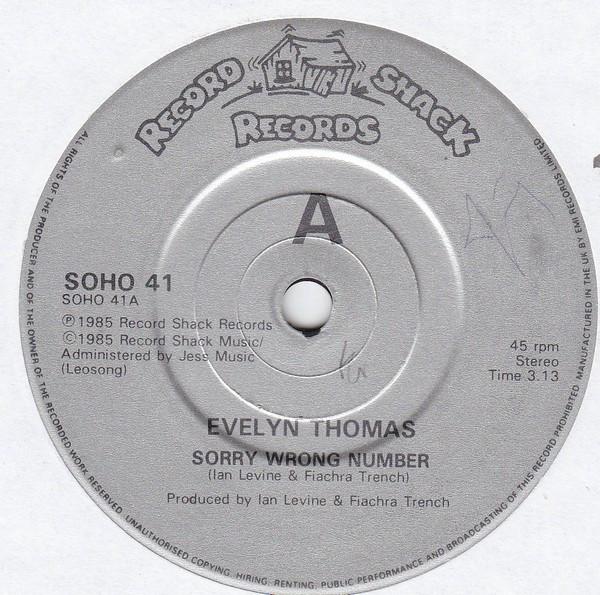 RECORD SHACK
RECORDS
A
SOHO 41
SOHO 41A
Ⓟ1985 Record Shack Records
©1985 Record Shack Music/
Administered by Jess Music
(Leosong)
45 rpm
Stereo
Time 3.13
EVELYN THOMAS
SORRY WRONG NUMBER
(Ian Levine & Fiachra Trench)
Produced by Ian Levine & Fiachra Trench
ALL RIGHTS OF THE PRODUCER AND OF THE OWNER OF THE RECORDED WORK RESERVED. UNAUTHORISED COPYING, HIRING, RENTING, PUBLIC PERFORMANCE AND BROADCASTING OF THIS RECORD PROHIBITED. MANUFACTURED IN THE UK BY EMI RECORDS LIMITED